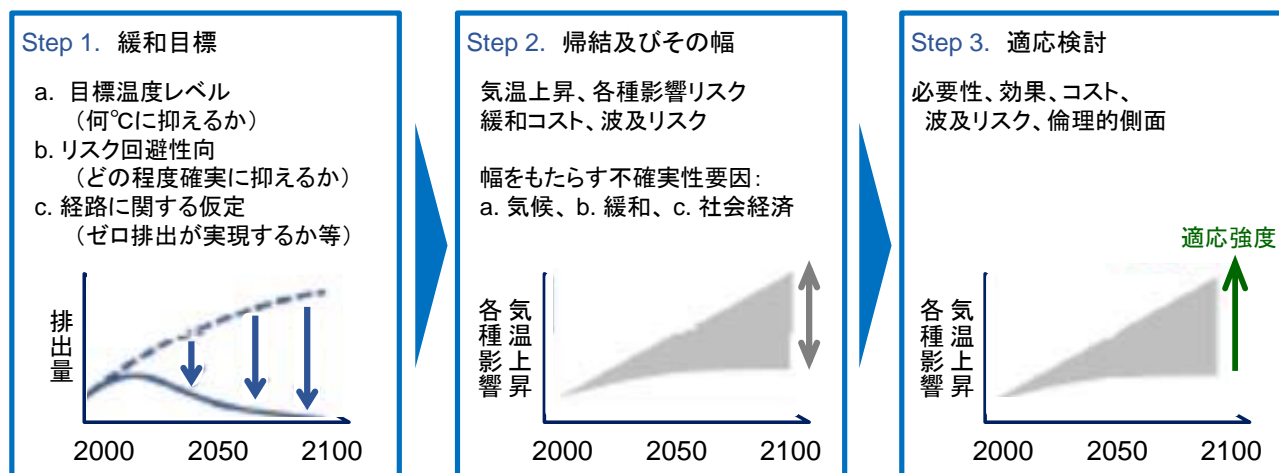 Step 1. 緩和目標
a. 目標温度レベル
（何℃に抑えるか）
b. リスク回避性向
（どの程度確実に抑えるか）
c. 経路に関する仮定
（ゼロ排出が実現するか等）
排出量
2000 2050 2100
Step 2. 帰結及びその幅
気温上昇、各種影響リスク
緩和コスト、波及リスク
幅をもたらす不確実性要因：
a. 気候、 b. 緩和、 c. 社会経済
気温上昇
各種影響
2000 2050 2100
Step 3. 適応検討
必要性、効果、コスト、
波及リスク、倫理的側面
適応強度
気温上昇
各種影響
2000 2050 2100